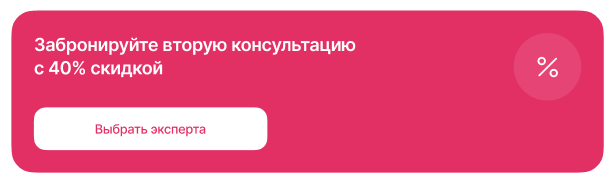 Забронируйте вторую консультацию
с 40% скидкой
%
Выбрать эксперта